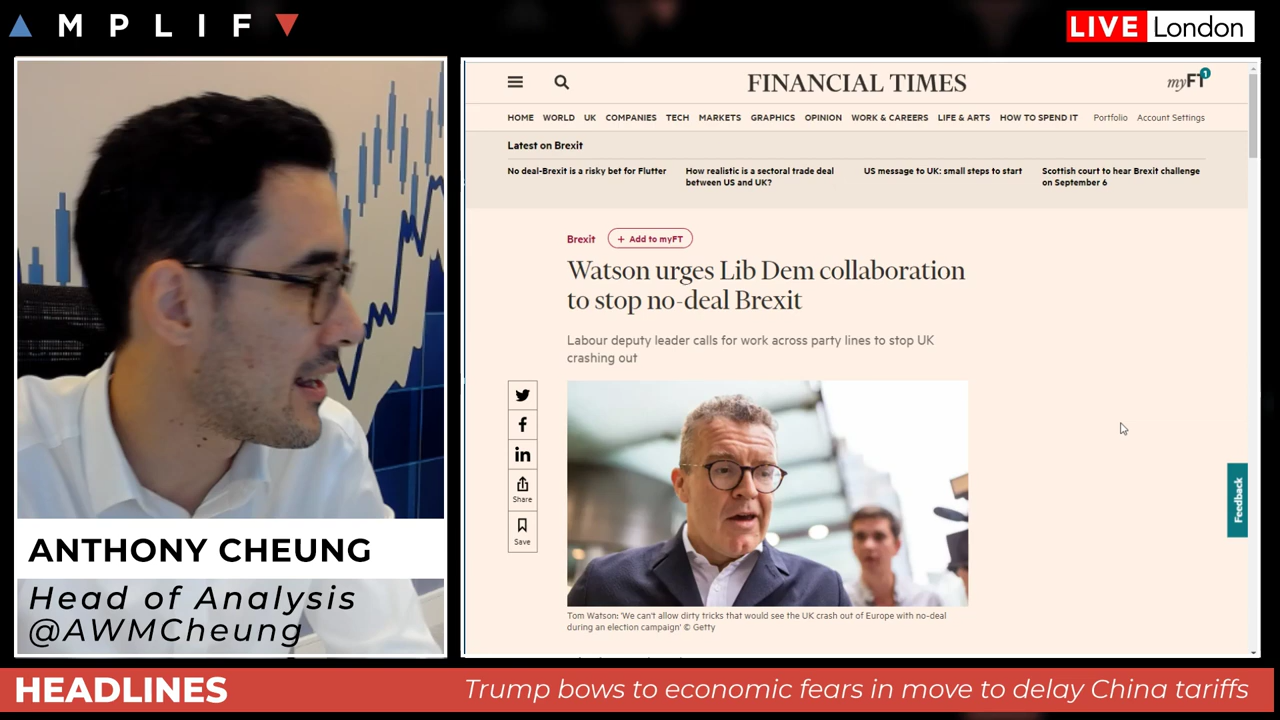 AMPLIFY
LIVE London
FINANCIAL TIMES
myFT
1
HOME WORLD UK COMPANIES TECH MARKETS GRAPHICS OPINION WORK & CAREERS LIFE & ARTS HOW TO SPEND IT Portfolio Account Settings
Latest on Brexit
No deal-Brexit is a risky bet for Flutter
How realistic is a sectoral trade deal
between US and UK?
US message to UK: small steps to start
Scottish court to hear Brexit challenge
on September 6
Brexit
+ Add to myFT
Watson urges Lib Dem collaboration
to stop no-deal Brexit
Labour deputy leader calls for work across party lines to stop UK
crashing out
Share
Save
Feedback
Tom Watson: 'We can't allow dirty tricks that would see the UK crash out of Europe with no-deal
during an election campaign' © Getty
ANTHONY CHEUNG
Head of Analysis
@AWMCheung
HEADLINES
Trump bows to economic fears in move to delay China tariffs